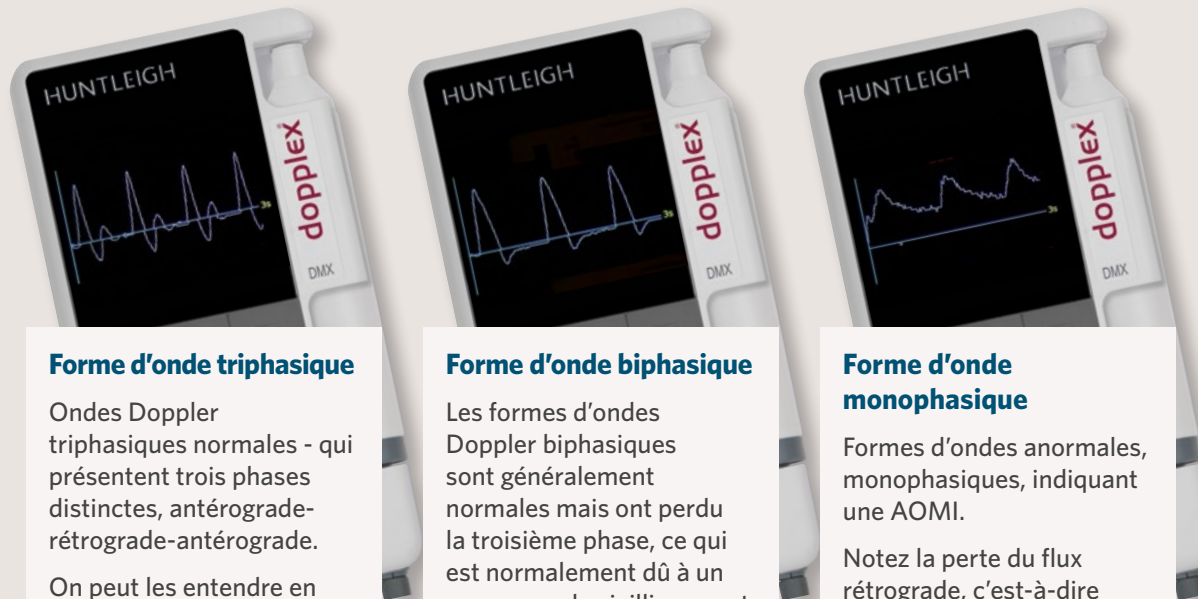 HUNTLEIGH
3s
dopplex
DMX
HUNTLEIGH
3s
dopplex
DMX
HUNTLEIGH
3s
dopplex
DMX
Forme d’onde triphasique
Ondes Doppler
triphasiques normales - qui
présentent trois phases
distinctes, antérograde-
rétrograde-antérograde.
On peut les entendre en
Forme d’onde biphasique
Les formes d’ondes
Doppler biphasiques
sont généralement
normales mais ont perdu
la troisième phase, ce qui
est normalement dû à un
Forme d’onde
monophasique
Formes d’ondes anormales,
monophasiques, indiquant
une AOMI.
Notez la perte du flux
rétrograde, c’est-à-dire